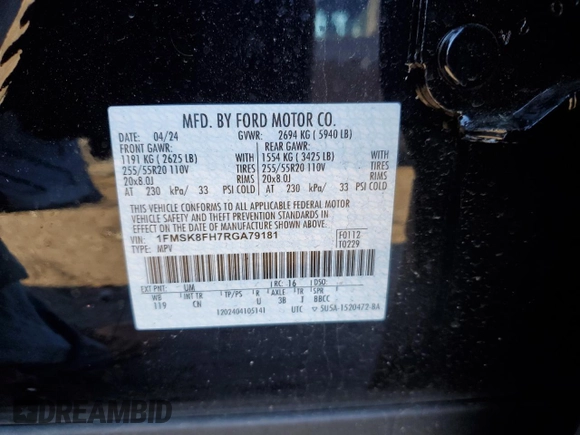 MFD. BY FORD MOTOR CO.
DATE: 04/24 GVWR: 2694 KG ( 5940 LB)
FRONT GAWR: REAR GAWR:
1191 KG ( 2625 LB) 1554 KG ( 3425 LB) WITH
255/55R20 110V TIRES 255/55R20 110V TIRES
20x8.0J RIMS 20x8.0J RIMS
AT 230 kPa/ 33 PSI COLD AT 230 kPa/ 33 PSI COLD
THIS VEHICLE CONFORMS TO ALL APPLICABLE FEDERAL MOTOR
VEHICLE SAFETY AND THEFT PREVENTION STANDARDS IN
EFFECT ON THE DATE OF MANUFACTURE SHOWN ABOVE.
VIN: 1FMSK8FH7RGA79181 F0112
TYPE: MPV T0229
EXT PNT: UM RC: 16 DSO:
WB INT TR TP/PS R AXLE TR SPR
119 CN U 3B T BBCC
1202404105141 UTC 5U5A-1520472-BA
DREAMBID